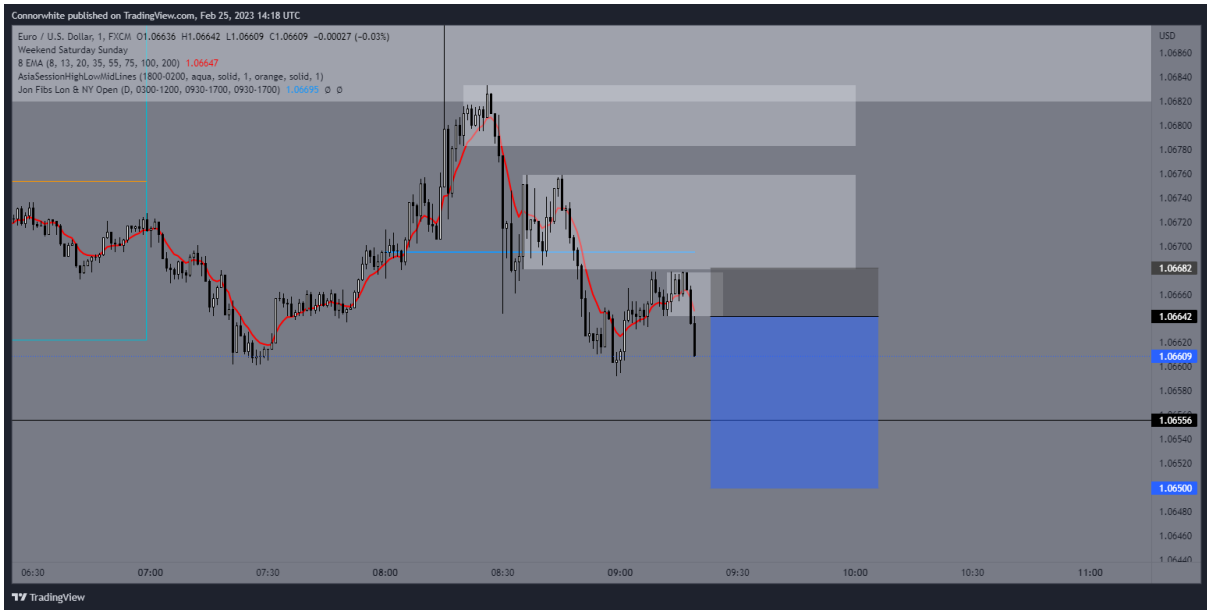 Connorwhite published on TradingView.com, Feb 25, 2023 14:18 UTC
Euro / U.S. Dollar, 1, FXCM O1.06636 H1.06642 L1.06609 C1.06609 −0.00027 (−0.03%)
Weekend Saturday Sunday
8 EMA (8, 13, 20, 35, 55, 75, 100, 200) 1.06647
AsiaSessionHighLowMidLines (1800-0200, aqua, solid, 1, orange, solid, 1)
Jon Fibs Lon & NY Open (D, 0300-1200, 0930-1700, 0930-1700) 1.06695 ∅ ∅
USD
1.06860
1.06840
1.06820
1.06800
1.06780
1.06760
1.06740
1.06720
1.06700
1.06682
1.06660
1.06642
1.06620
1.06609
1.06600
1.06580
1.06556
1.06540
1.06520
1.06500
1.06480
1.06460
1.06440
06:30 07:00 07:30 08:00 08:30 09:00 09:30 10:00 10:30 11:00
TradingView